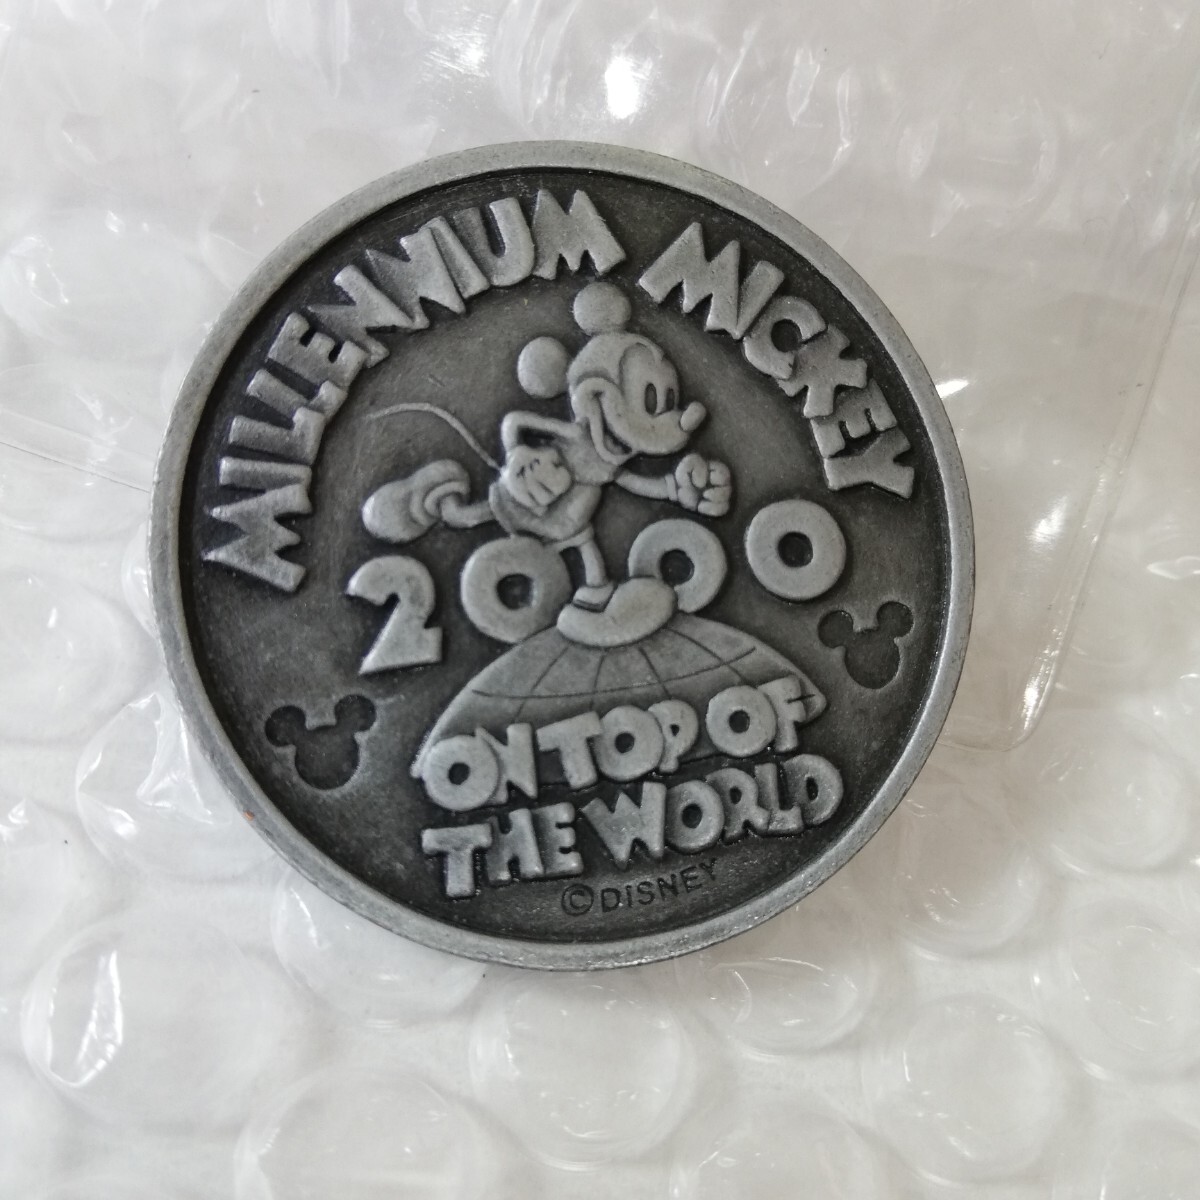 MILLENNIUM MICKEY
2000
ON TOP OF
THE WORLD
©DISNEY